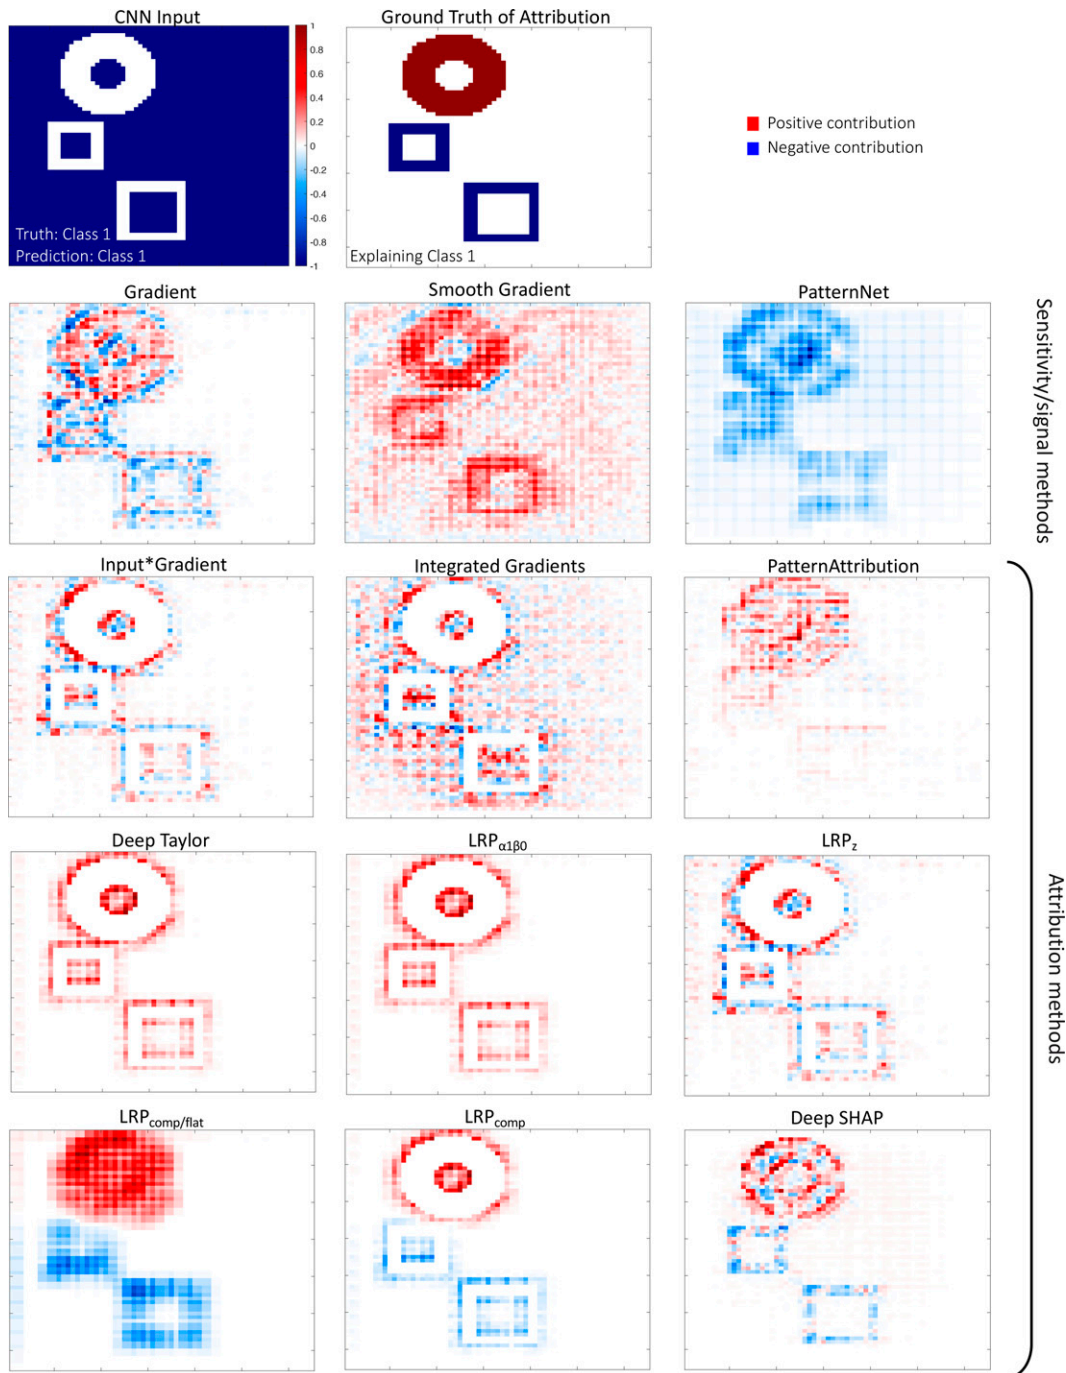 CNN Input
Ground Truth of Attribution
1
0.8
0.6
0.4
0.2
0
-0.2
-0.4
-0.6
-0.8
-1
Truth: Class 1
Prediction: Class 1
Explaining Class 1
Positive contribution
Negative contribution
Gradient
Smooth Gradient
PatternNet
Sensitivity/signal methods
Input*Gradient
Integrated Gradients
PatternAttribution
Deep Taylor
LRPα1β0
LRPz
Attribution methods
LRPcomp/flat
LRPcomp
Deep SHAP